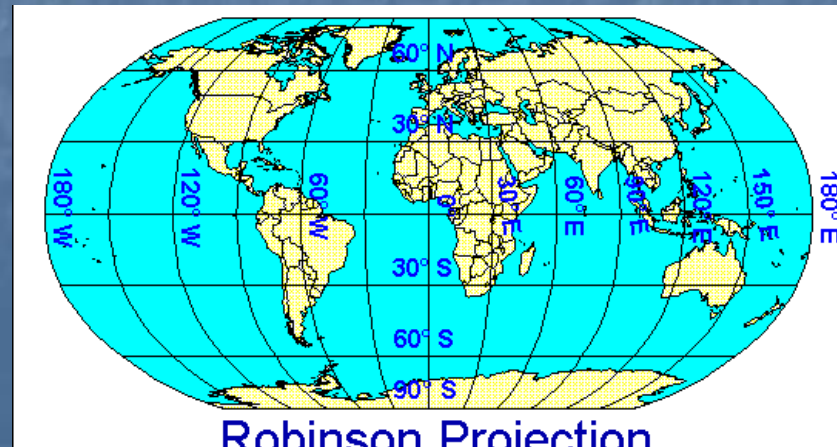 60° N
30° N
180° W
120° W
60° W
0°
30° E
60° E
90° E
120° E
150° E
180° E
30° S
60° S
90° S
Robinson Projection